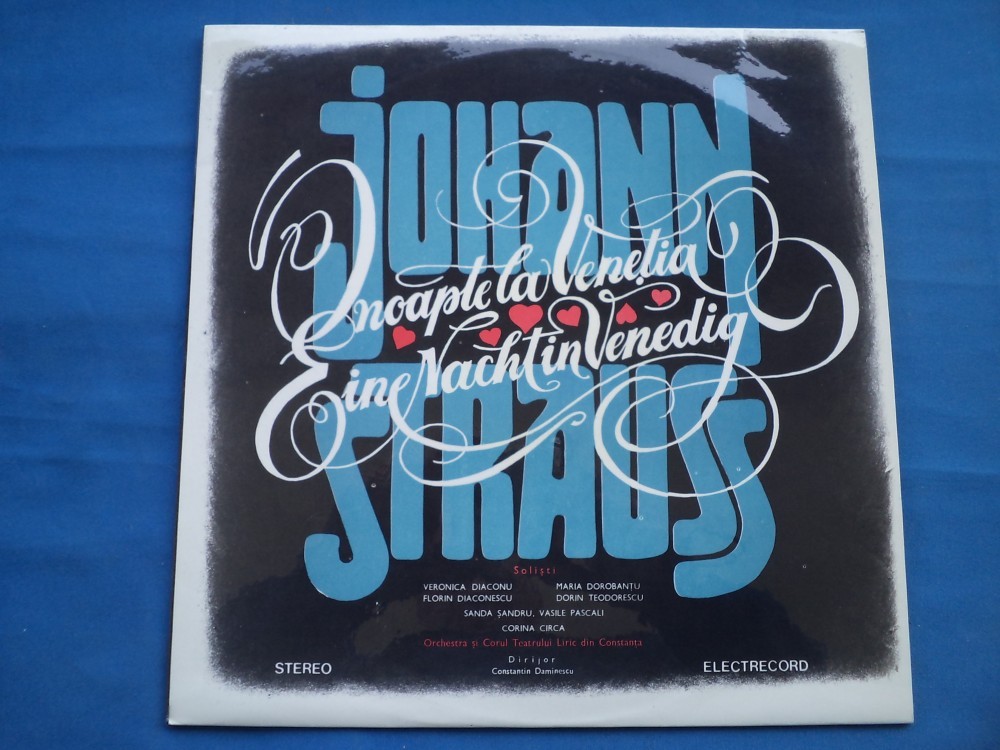 Johann
O noapte la Veneția
Eine Nacht in Venedig
Strauss
Soliști
VERONICA DIACONU MARIA DOROBANȚU
FLORIN DIACONESCU DORIN TEODORESCU
SANDA ȘANDRU, VASILE PASCALI
CORINA CIRCA
Orchestra și Corul Teatrului Liric din Constanța
Dirijor
STEREO Constantin Daminescu ELECTRECORD